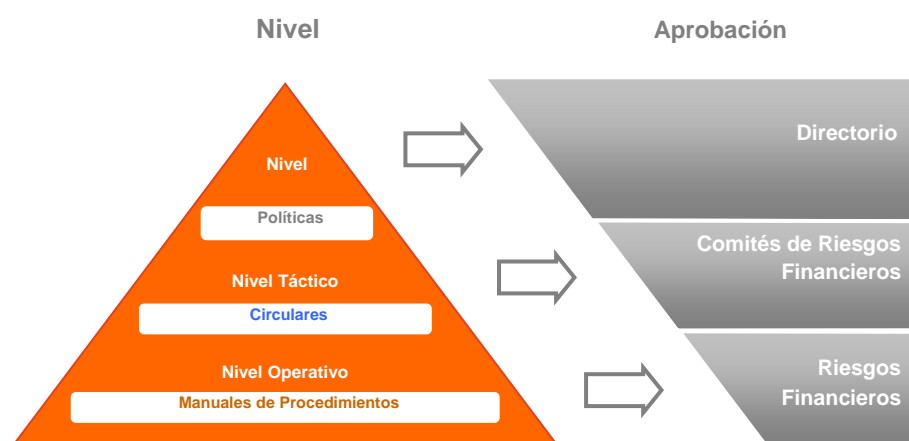 Nivel
Aprobación
Nivel
Políticas
Directorio
Nivel Táctico
Circulares
Comités de Riesgos
Financieros
Nivel Operativo
Manuales de Procedimientos
Riesgos
Financieros